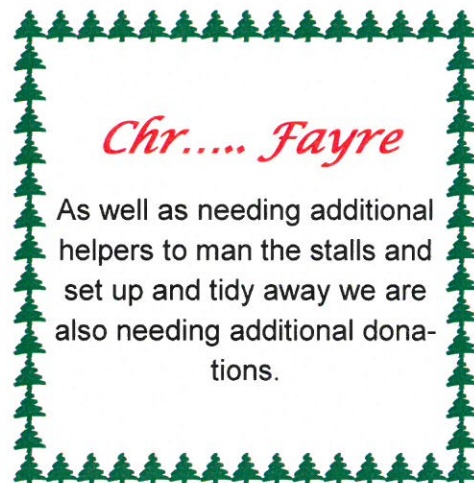 Chr..... Fayre
As well as needing additional
helpers to man the stalls and
set up and tidy away we are
also needing additional dona-
tions.